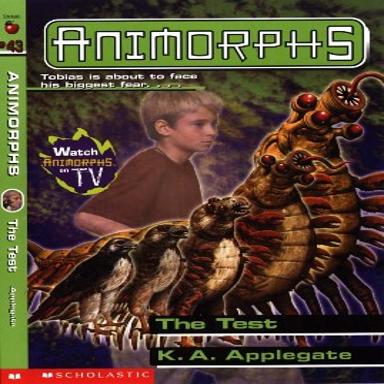 #43
ANIMORPHS
The Test
Applegate
ANIMORPHS
Tobias is about to face
his biggest fear. . . .
Watch
ANIMORPHS
on
TV
The Test
K. A. Applegate
SCHOLASTIC